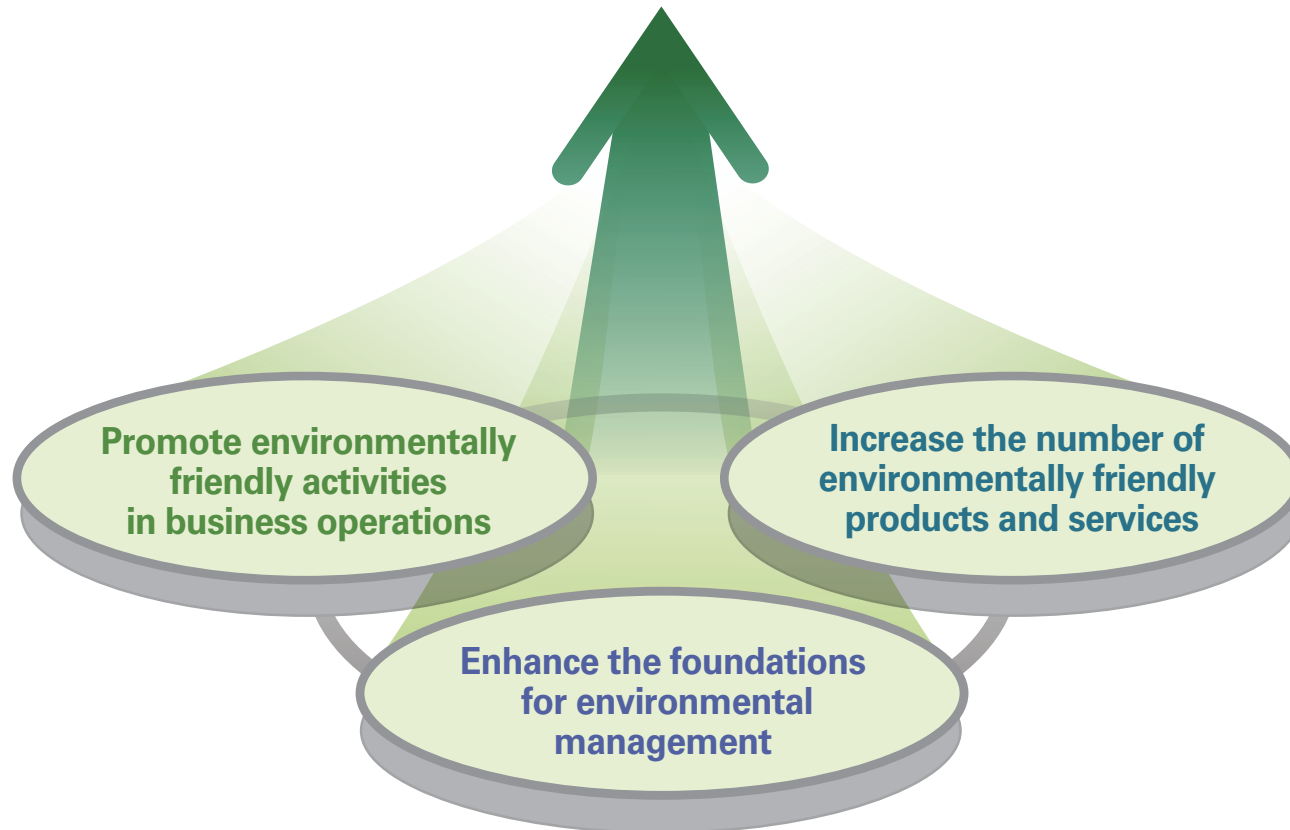 Promote environmentally
friendly activities
in business operations
Increase the number of
environmentally friendly
products and services
Enhance the foundations
for environmental
management